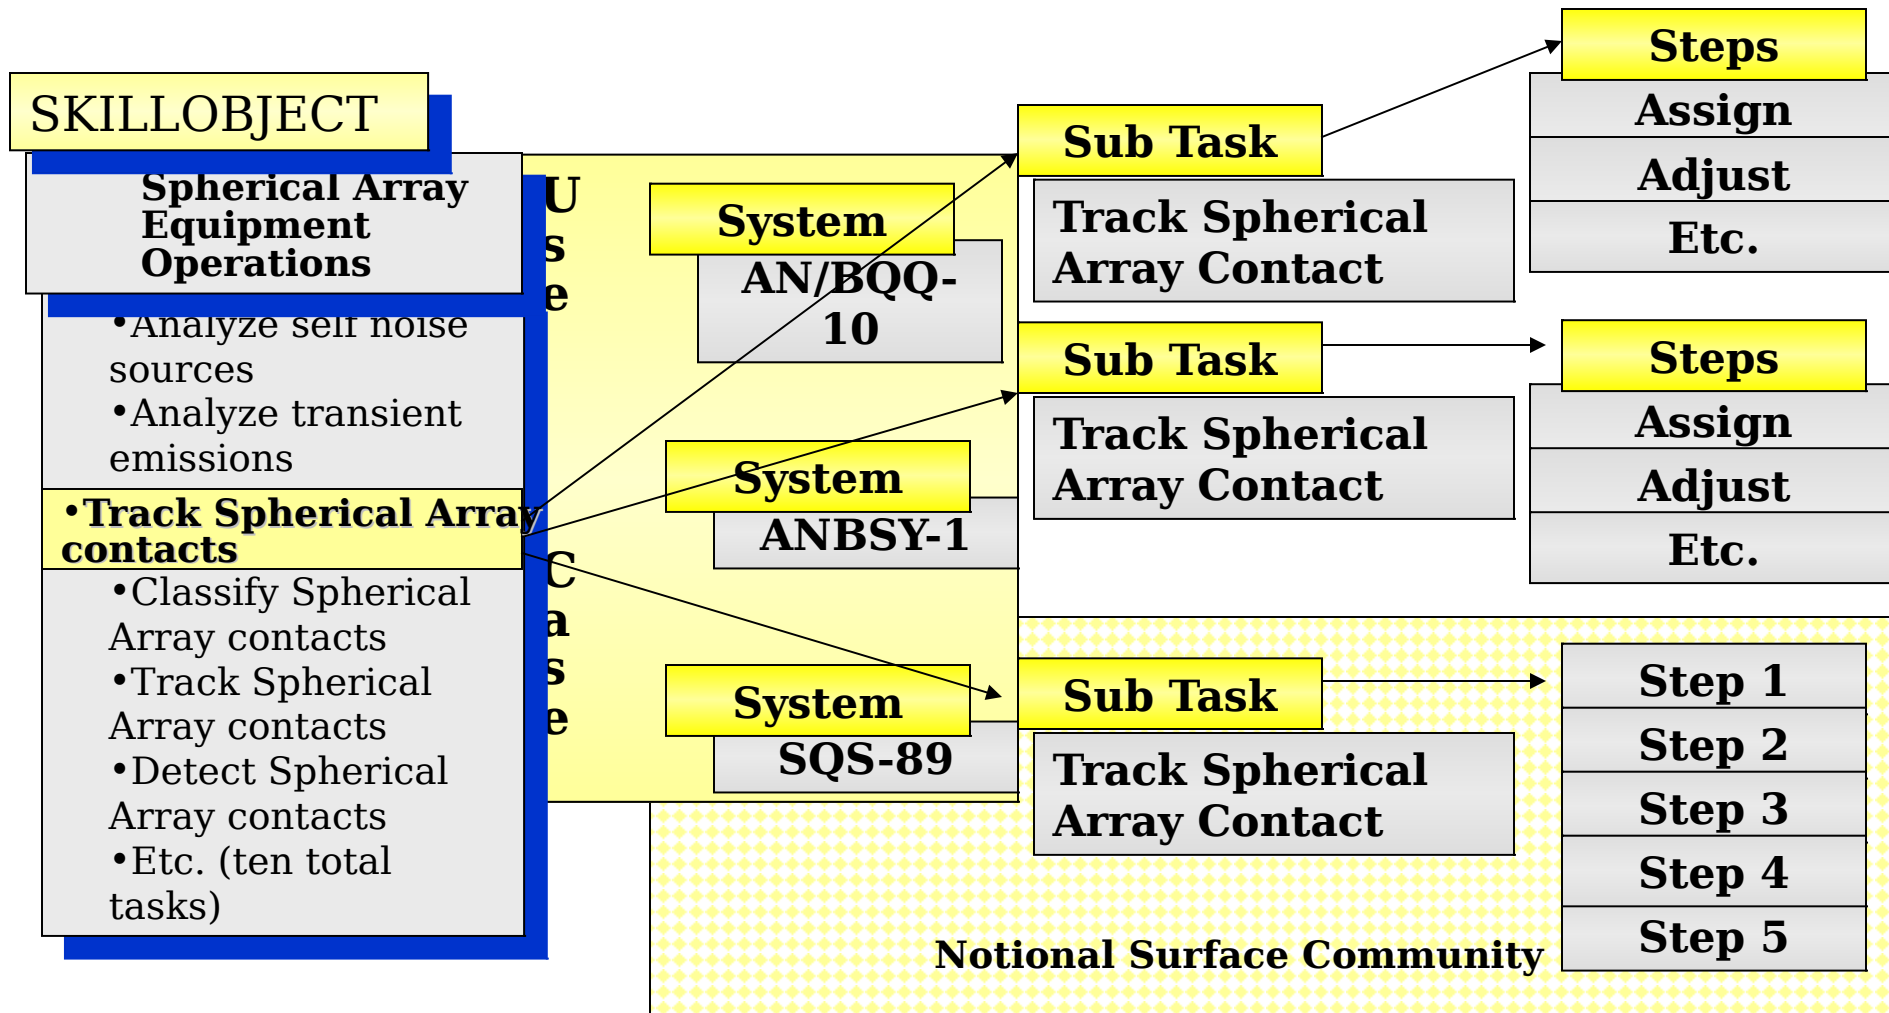 SKILLOBJECT
Spherical Array
Equipment
Operations
•Analyze self noise
sources
•Analyze transient
emissions
•Track Spherical Array
contacts
•Classify Spherical
Array contacts
•Track Spherical
Array contacts
•Detect Spherical
Array contacts
•Etc. (ten total
tasks)
U
s
e
C
a
s
e
System
AN/BQQ-
10
System
ANBSY-1
System
SQS-89
Sub Task
Track Spherical
Array Contact
Sub Task
Track Spherical
Array Contact
Sub Task
Track Spherical
Array Contact
Steps
Assign
Adjust
Etc.
Steps
Assign
Adjust
Etc.
Step 1
Step 2
Step 3
Step 4
Step 5
Notional Surface Community